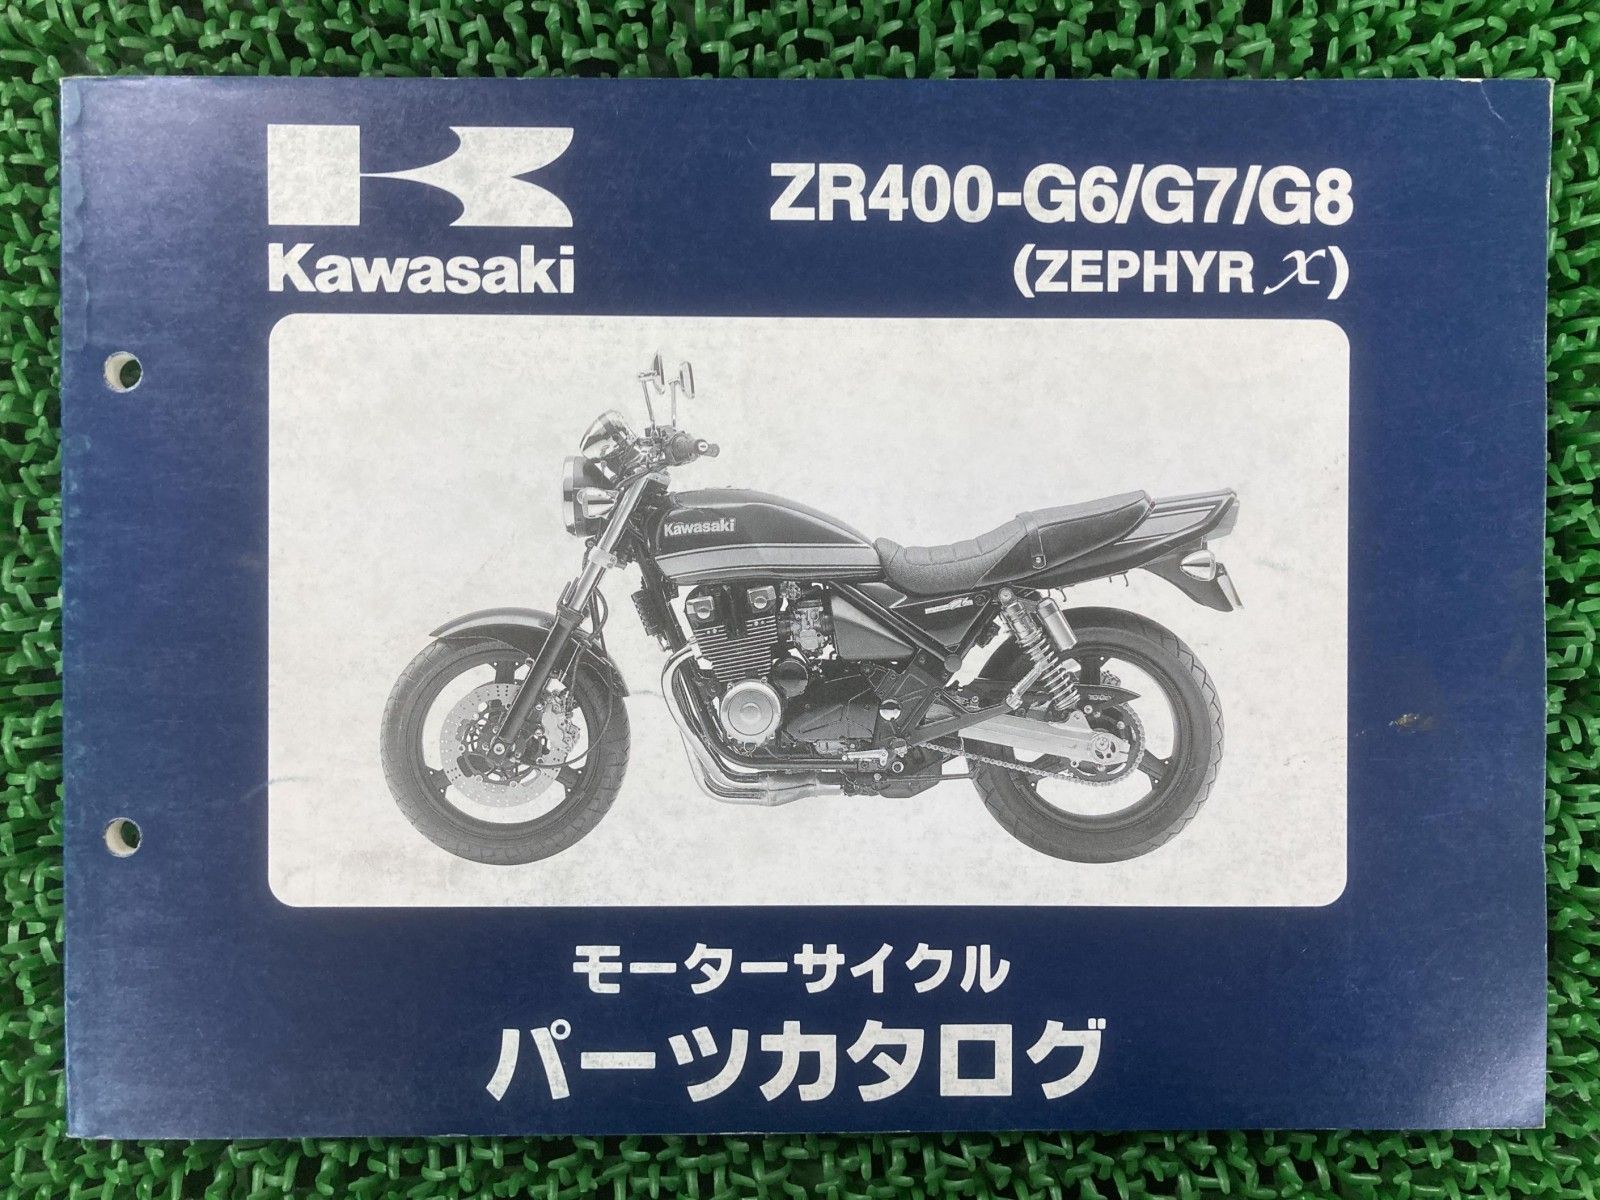 Kawasaki
ZR400-G6/G7/G8
(ZEPHYR χ)
Kawasaki
モーターサイクル
パーツカタログ